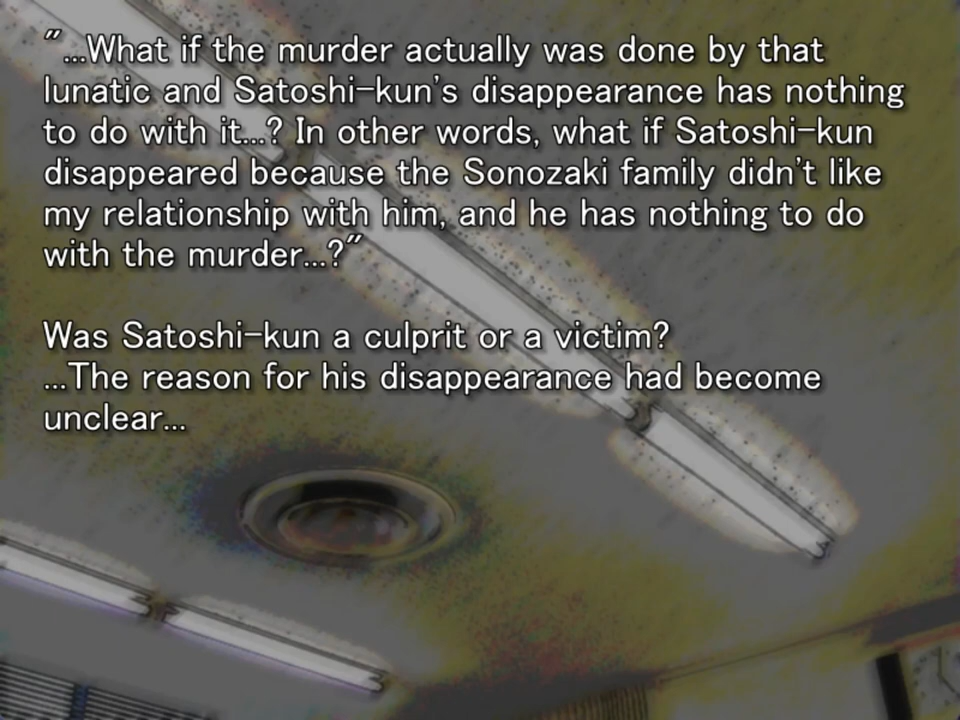 "...What if the murder actually was done by that
lunatic and Satoshi-kun's disappearance has nothing
to do with it...? In other words, what if Satoshi-kun
disappeared because the Sonozaki family didn't like
my relationship with him, and he has nothing to do
with the murder...?"
Was Satoshi-kun a culprit or a victim?
...The reason for his disappearance had become
unclear...